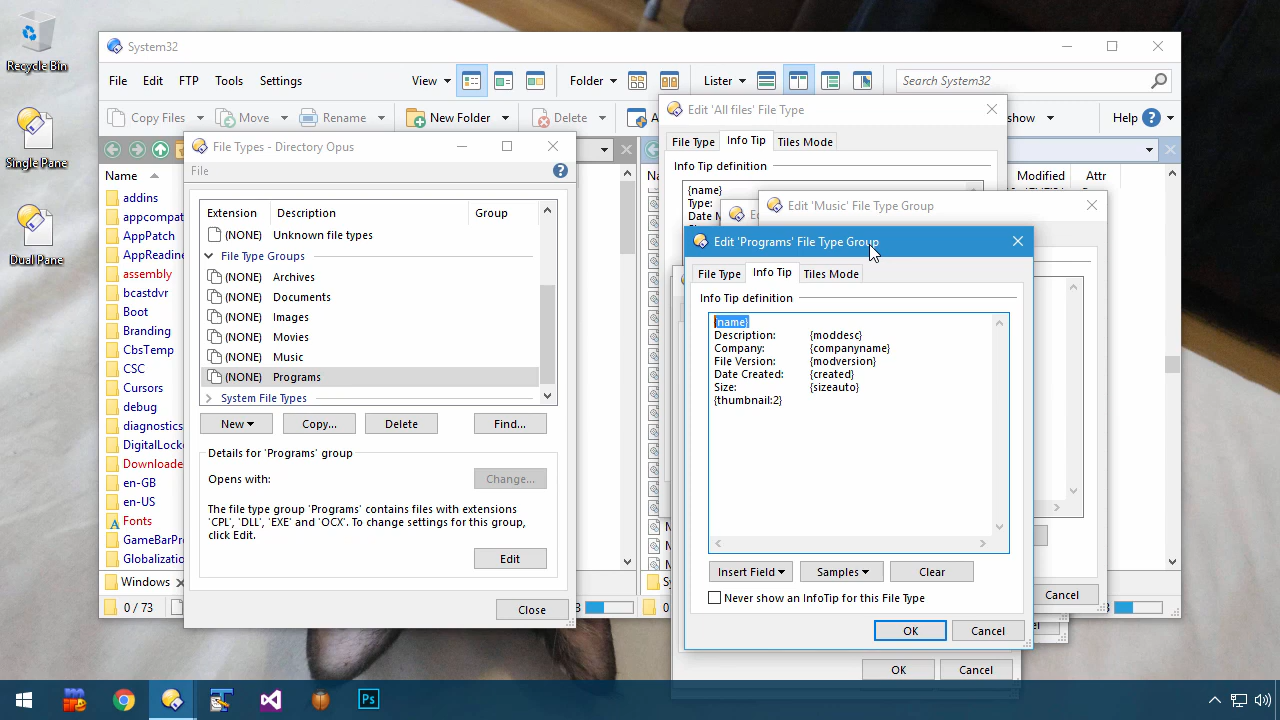 Recycle Bin
Single Pane
Dual Pane
System32
File Edit FTP Tools Settings View Folder Lister Search System32
Copy Files Move Rename New Folder Delete Help
File Types - Directory Opus
File
Extension Description Group
(NONE) Unknown file types
File Type Groups
(NONE) Archives
(NONE) Documents
(NONE) Images
(NONE) Movies
(NONE) Music
(NONE) Programs
System File Types
New Copy... Delete Find...
Details for 'Programs' group
Opens with: Change...
The file type group 'Programs' contains files with extensions
'CPL', 'DLL', 'EXE' and 'OCX'. To change settings for this group,
click Edit.
Edit
Close
Name
addins
appcompat
AppPatch
AppReadine
assembly
bcastdvr
Boot
Branding
CbsTemp
CSC
Cursors
debug
diagnostics
DigitalLocke
Downloade
en-GB
en-US
Fonts
GameBarPre
Globalizatio
Windows
0 / 73
Modified Attr
Edit 'All files' File Type
File Type Info Tip Tiles Mode
Info Tip definition
{name}
Type:
Date M
Size:
Edit 'Music' File Type Group
Edit 'Programs' File Type Group
File Type Info Tip Tiles Mode
Info Tip definition
{name}
Description: {moddesc}
Company: {companyname}
File Version: {modversion}
Date Created: {created}
Size: {sizeauto}
{thumbnail:2}
Insert Field Samples Clear
Never show an InfoTip for this File Type
OK Cancel
Cancel
OK Cancel
Ps